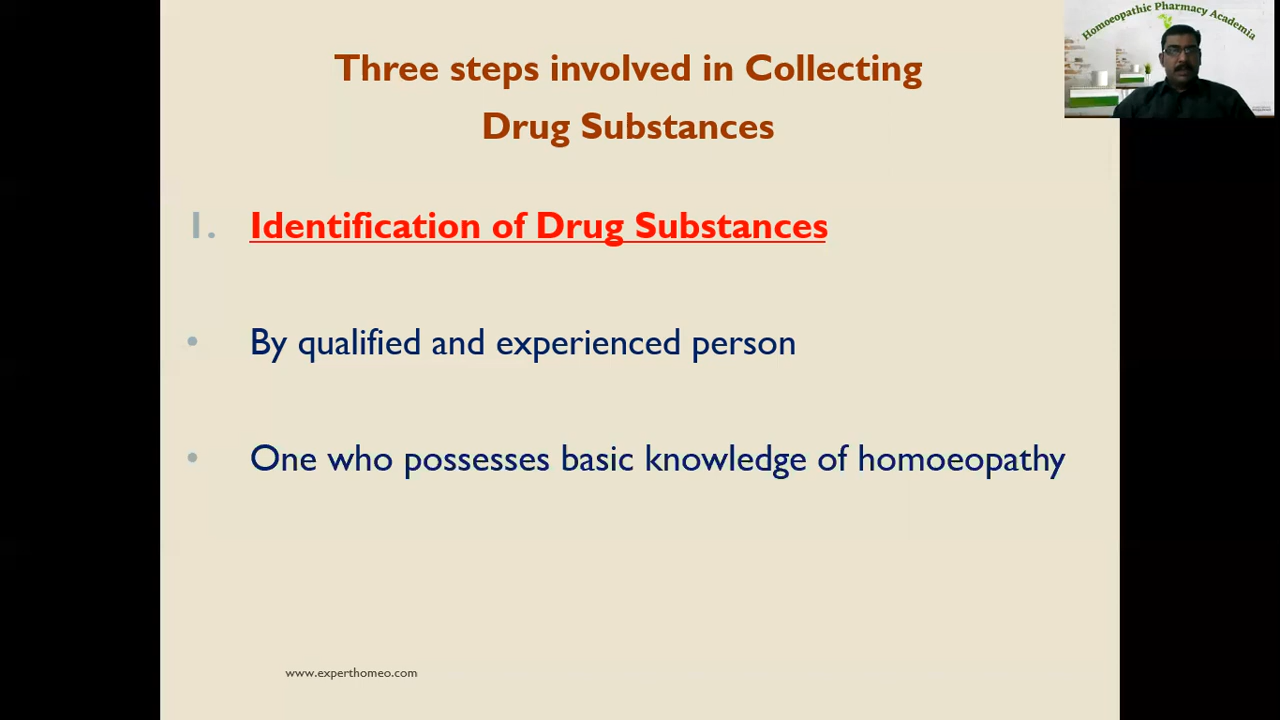 Homoeopathic Pharmacy Academia
Three steps involved in Collecting
Drug Substances
1. Identification of Drug Substances
• By qualified and experienced person
• One who possesses basic knowledge of homoeopathy
www.experthomeo.com